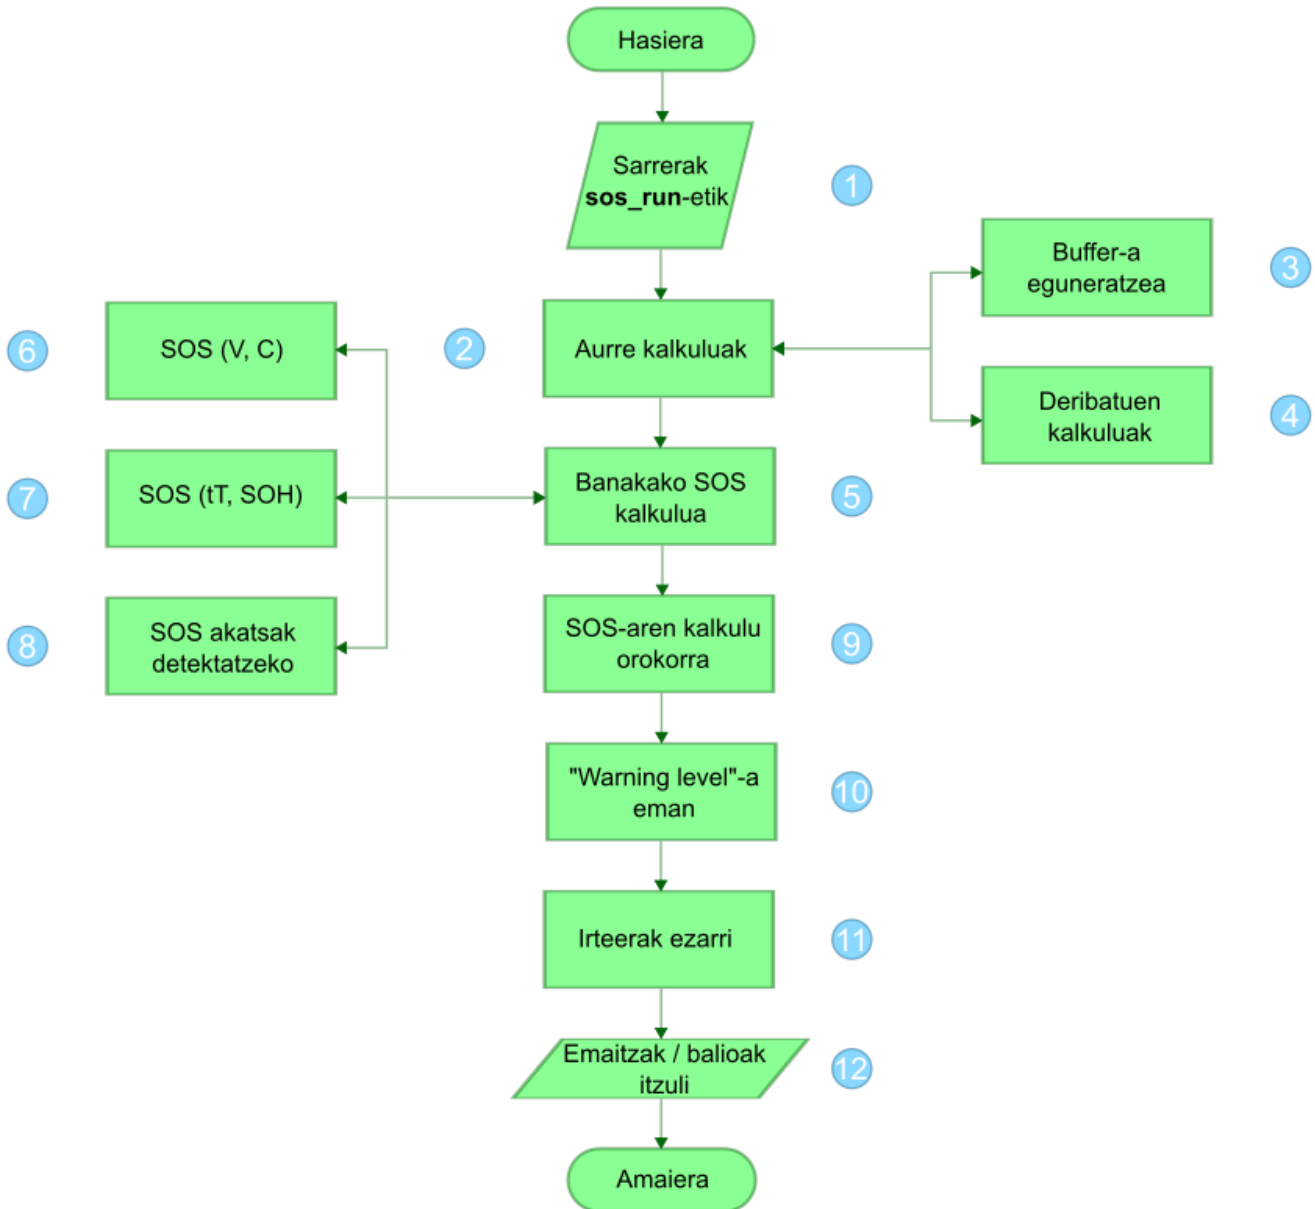 Hasiera
Sarrerak
sos_run-etik
1
Buffer-a
eguneratzea
3
6
SOS (V, C)
2
Aurre kalkuluak
Deribatuen
kalkuluak
4
7
SOS (tT, SOH)
Banakako SOS
kalkulua
5
8
SOS akatsak
detektatzeko
SOS-aren kalkulu
orokorra
9
"Warning level"-a
eman
10
Irteerak ezarri
11
Emaitzak / balioak
itzuli
12
Amaiera